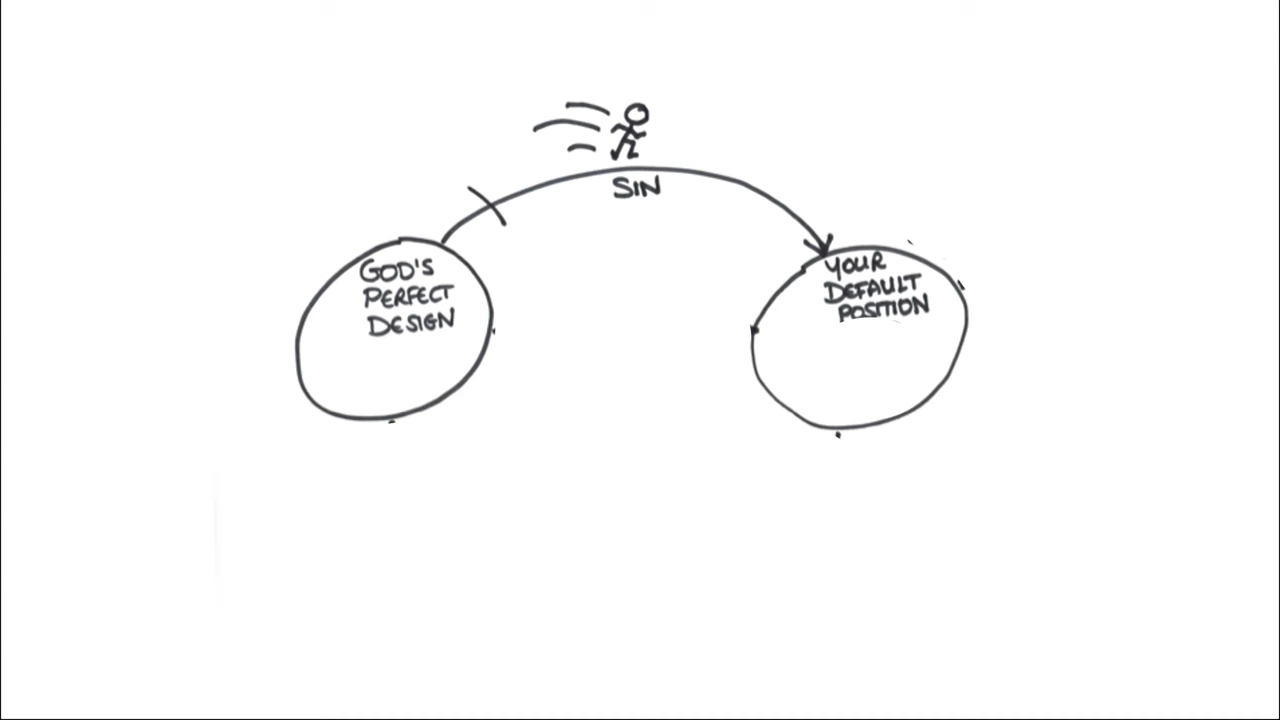 SIN
GOD'S
PERFECT
DESIGN
YOUR
DEFAULT
POSITION